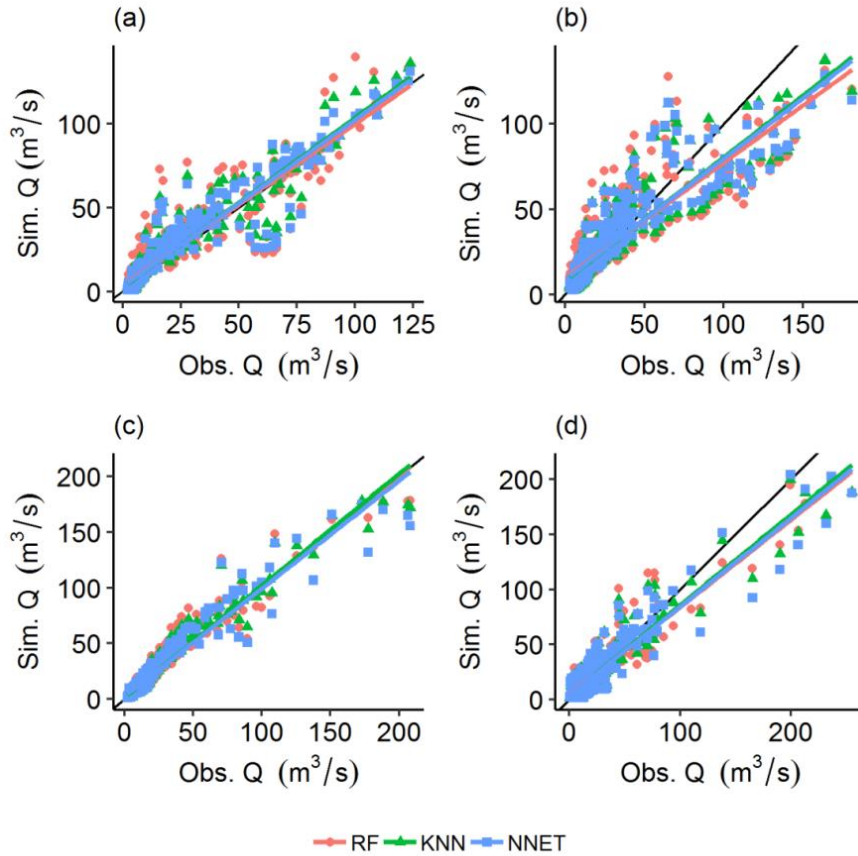 (a)
(b)
100
50
0
Sim. Q (m³/s)
0 25 50 75 100 125
Obs. Q (m³/s)
100
50
0
Sim. Q (m³/s)
0 50 100 150
Obs. Q (m³/s)
(c)
(d)
200
150
100
50
0
Sim. Q (m³/s)
0 50 100 150 200
Obs. Q (m³/s)
200
150
100
50
0
Sim. Q (m³/s)
0 100 200
Obs. Q (m³/s)
RF KNN NNET